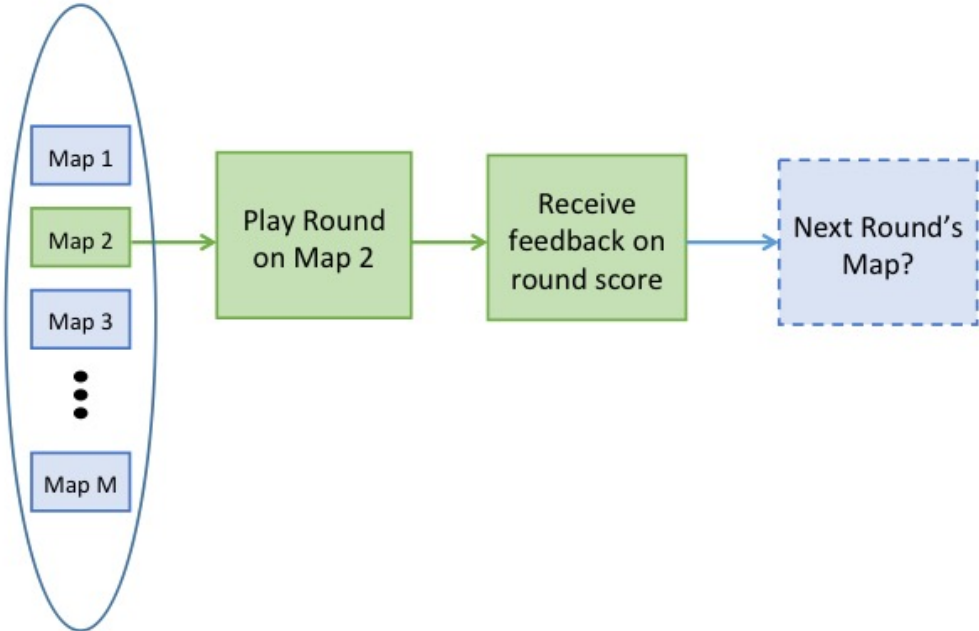 Map 1
Map 2
Map 3
Map M
Play Round
on Map 2
Receive
feedback on
round score
Next Round's
Map?